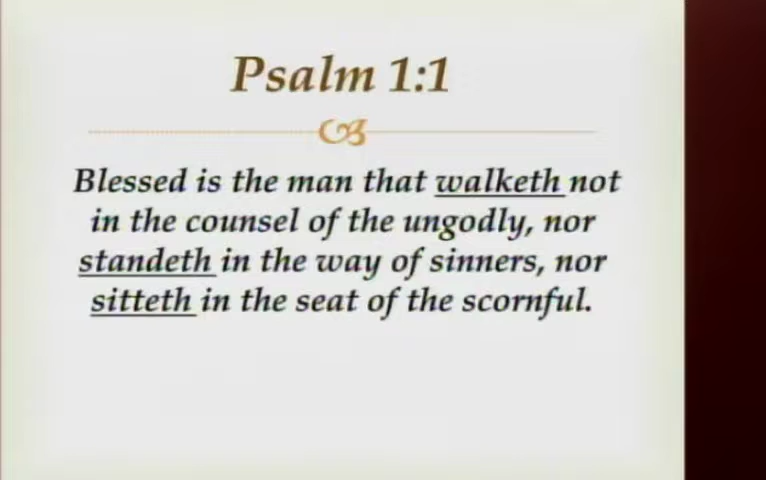 Psalm 1:1
Blessed is the man that walketh not
in the counsel of the ungodly, nor
standeth in the way of sinners, nor
sitteth in the seat of the scornful.